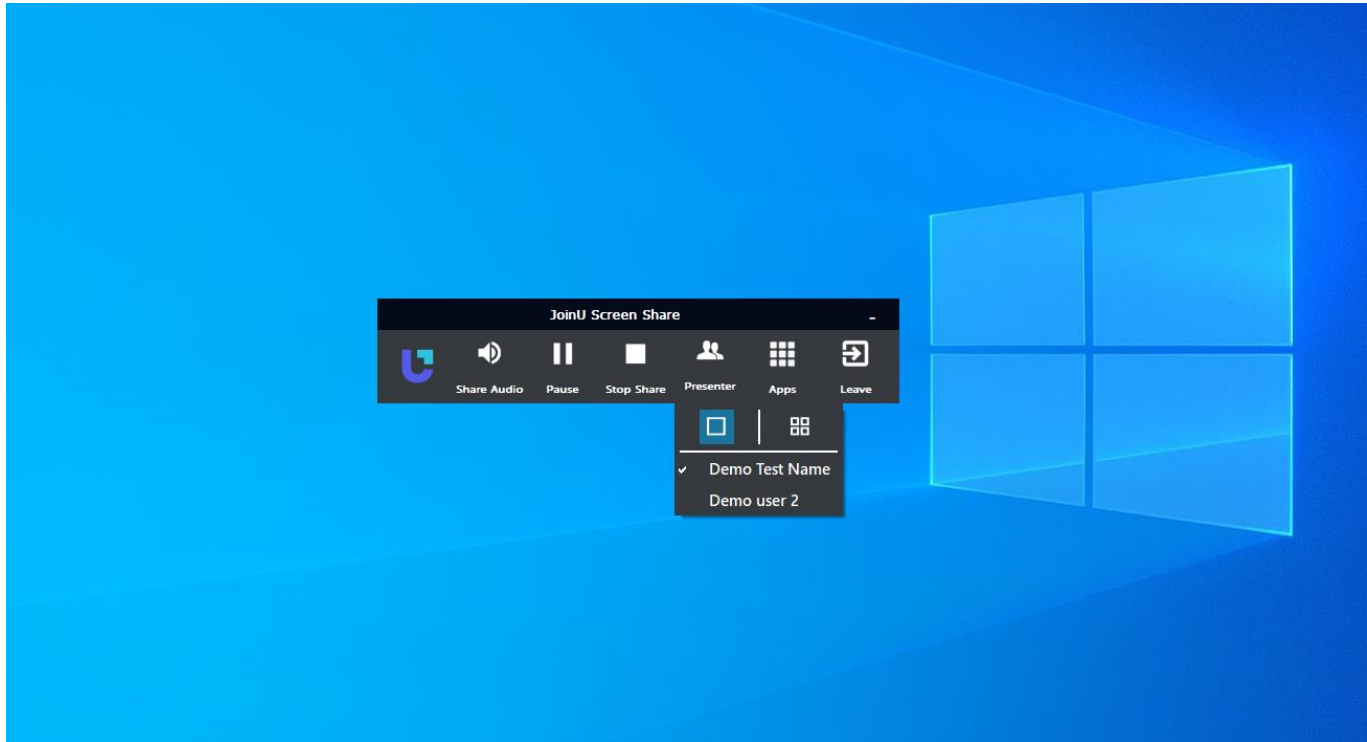 JoinU Screen Share
Share Audio Pause Stop Share Presenter Apps Leave
Demo Test Name
Demo user 2